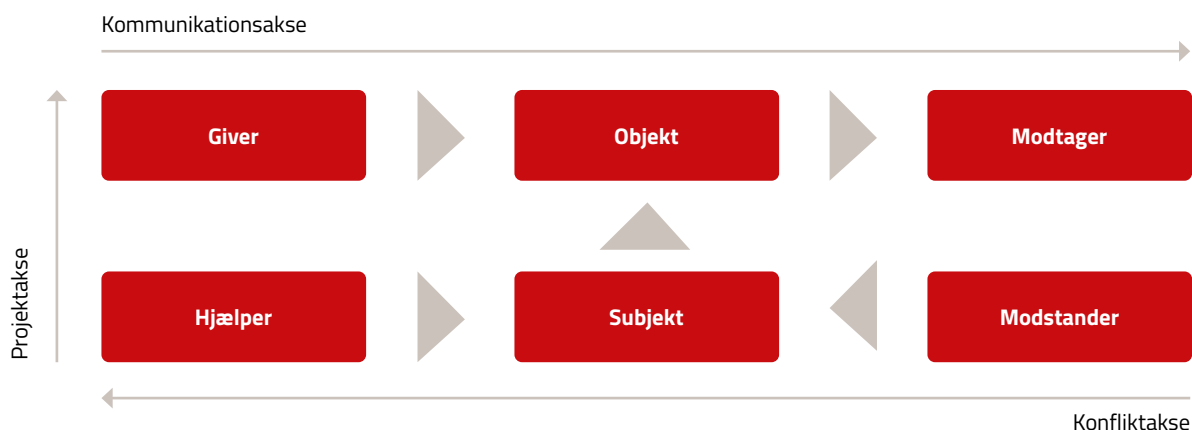 Kommunikationsakse
Giver
Objekt
Modtager
Projektakse
Hjælper
Subjekt
Modstander
Konfliktakse